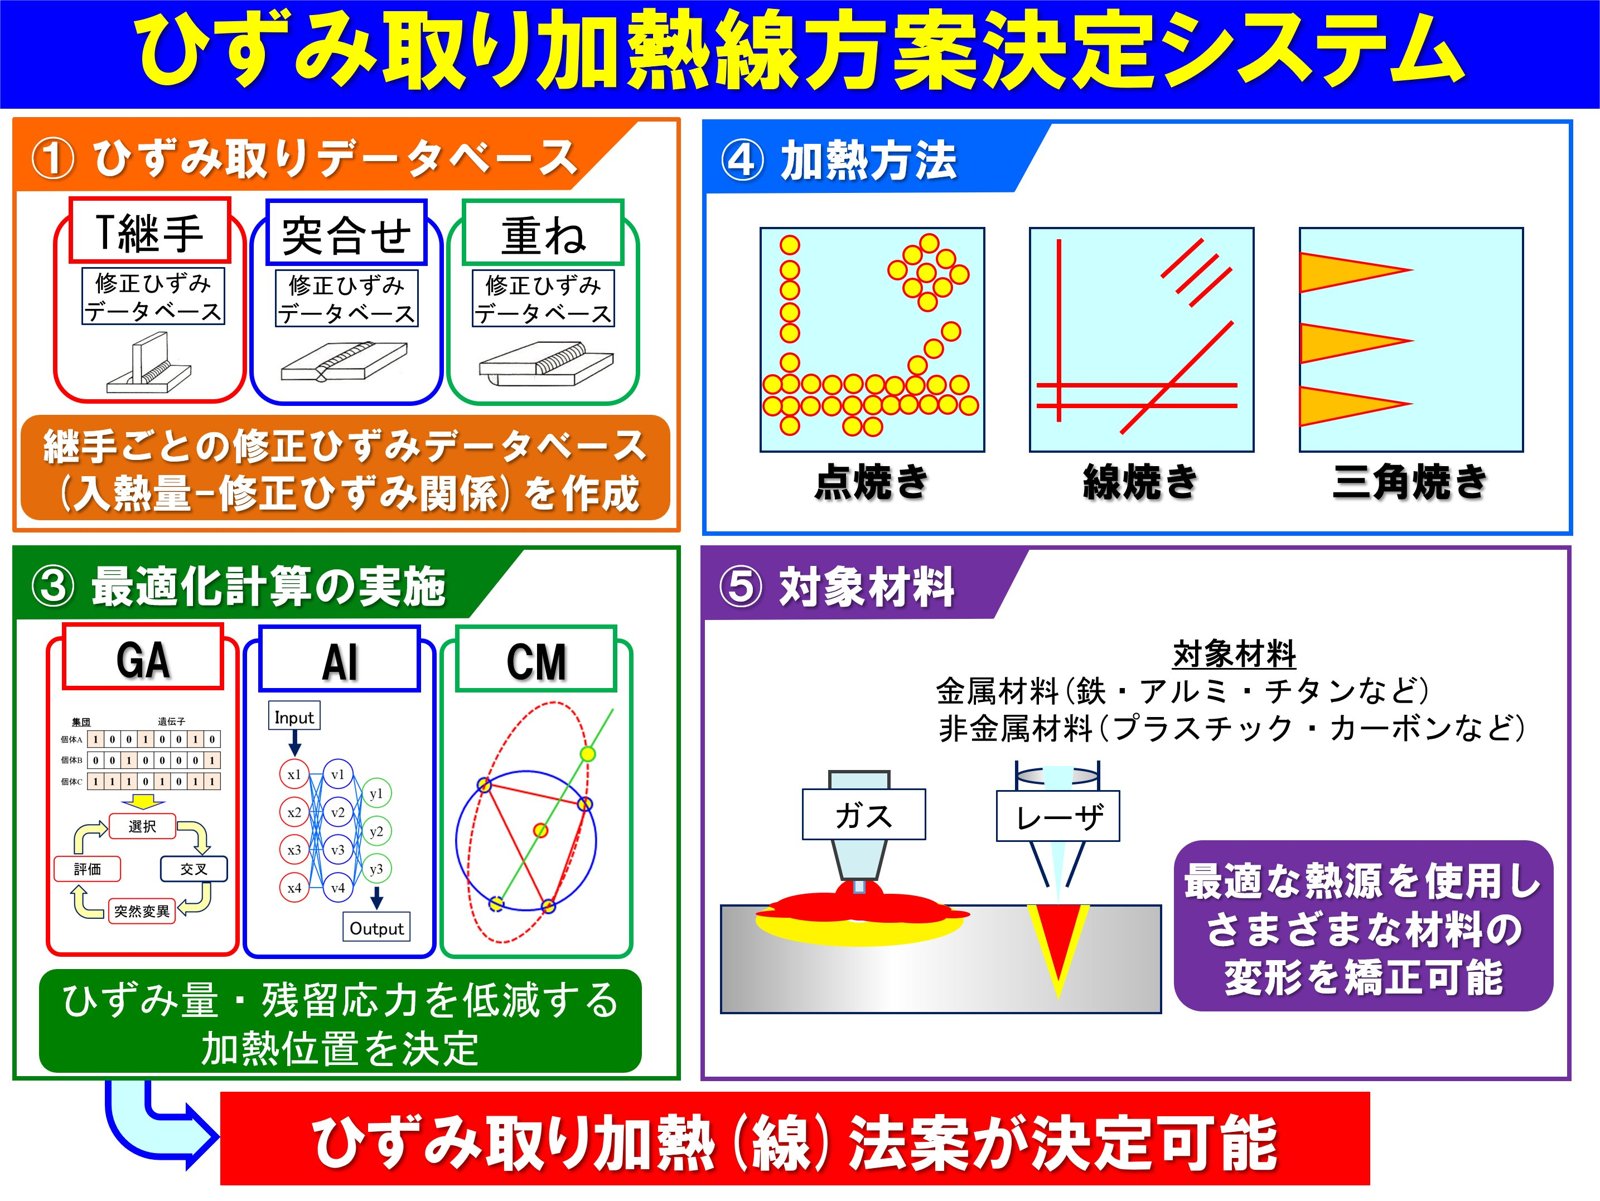 ひずみ取り加熱線方案決定システム
① ひずみ取りデータベース
T継手
修正ひずみ
データベース
突合せ
修正ひずみ
データベース
重ね
修正ひずみ
データベース
継手ごとの修正ひずみデータベース
(入熱量-修正ひずみ関係)を作成
③ 最適化計算の実施
GA
集団 遺伝子
個体A 1 0 0 1 0 0 1 0
個体B 0 0 1 0 0 0 0 1
個体C 1 1 1 0 1 0 1 1
選択
評価
交叉
突然変異
AI
Input
x1 v1
y1
x2 v2
y2
x3 v3
y3
x4 v4
Output
CM
ひずみ量・残留応力を低減する
加熱位置を決定
④ 加熱方法
点焼き
線焼き
三角焼き
⑤ 対象材料
対象材料
金属材料(鉄・アルミ・チタンなど)
非金属材料(プラスチック・カーボンなど)
ガス
レーザ
最適な熱源を使用し
さまざまな材料の
変形を矯正可能
ひずみ取り加熱(線)法案が決定可能